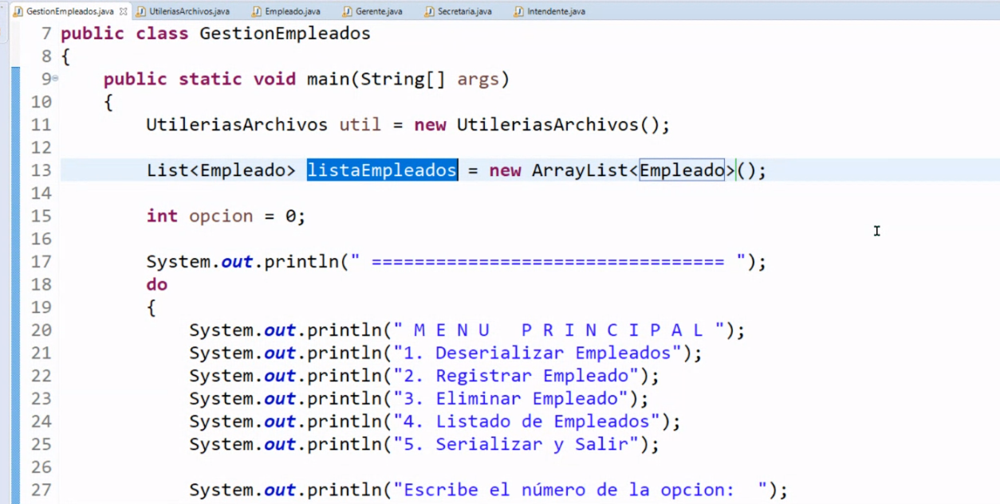 GestionEmpleados.java UtileriasArchivos.java Empleado.java Gerente.java Secretaria.java Intendente.java
7 public class GestionEmpleados
8 {
9 public static void main(String[] args)
10 {
11 UtileriasArchivos util = new UtileriasArchivos();
12
13 List<Empleado> listaEmpleados = new ArrayList<Empleado>();
14
15 int opcion = 0;
16
17 System.out.println(" ================================= ");
18 do
19 {
20 System.out.println(" M E N U   P R I N C I P A L ");
21 System.out.println("1. Deserializar Empleados");
22 System.out.println("2. Registrar Empleado");
23 System.out.println("3. Eliminar Empleado");
24 System.out.println("4. Listado de Empleados");
25 System.out.println("5. Serializar y Salir");
26
27 System.out.println("Escribe el número de la opcion:  ");